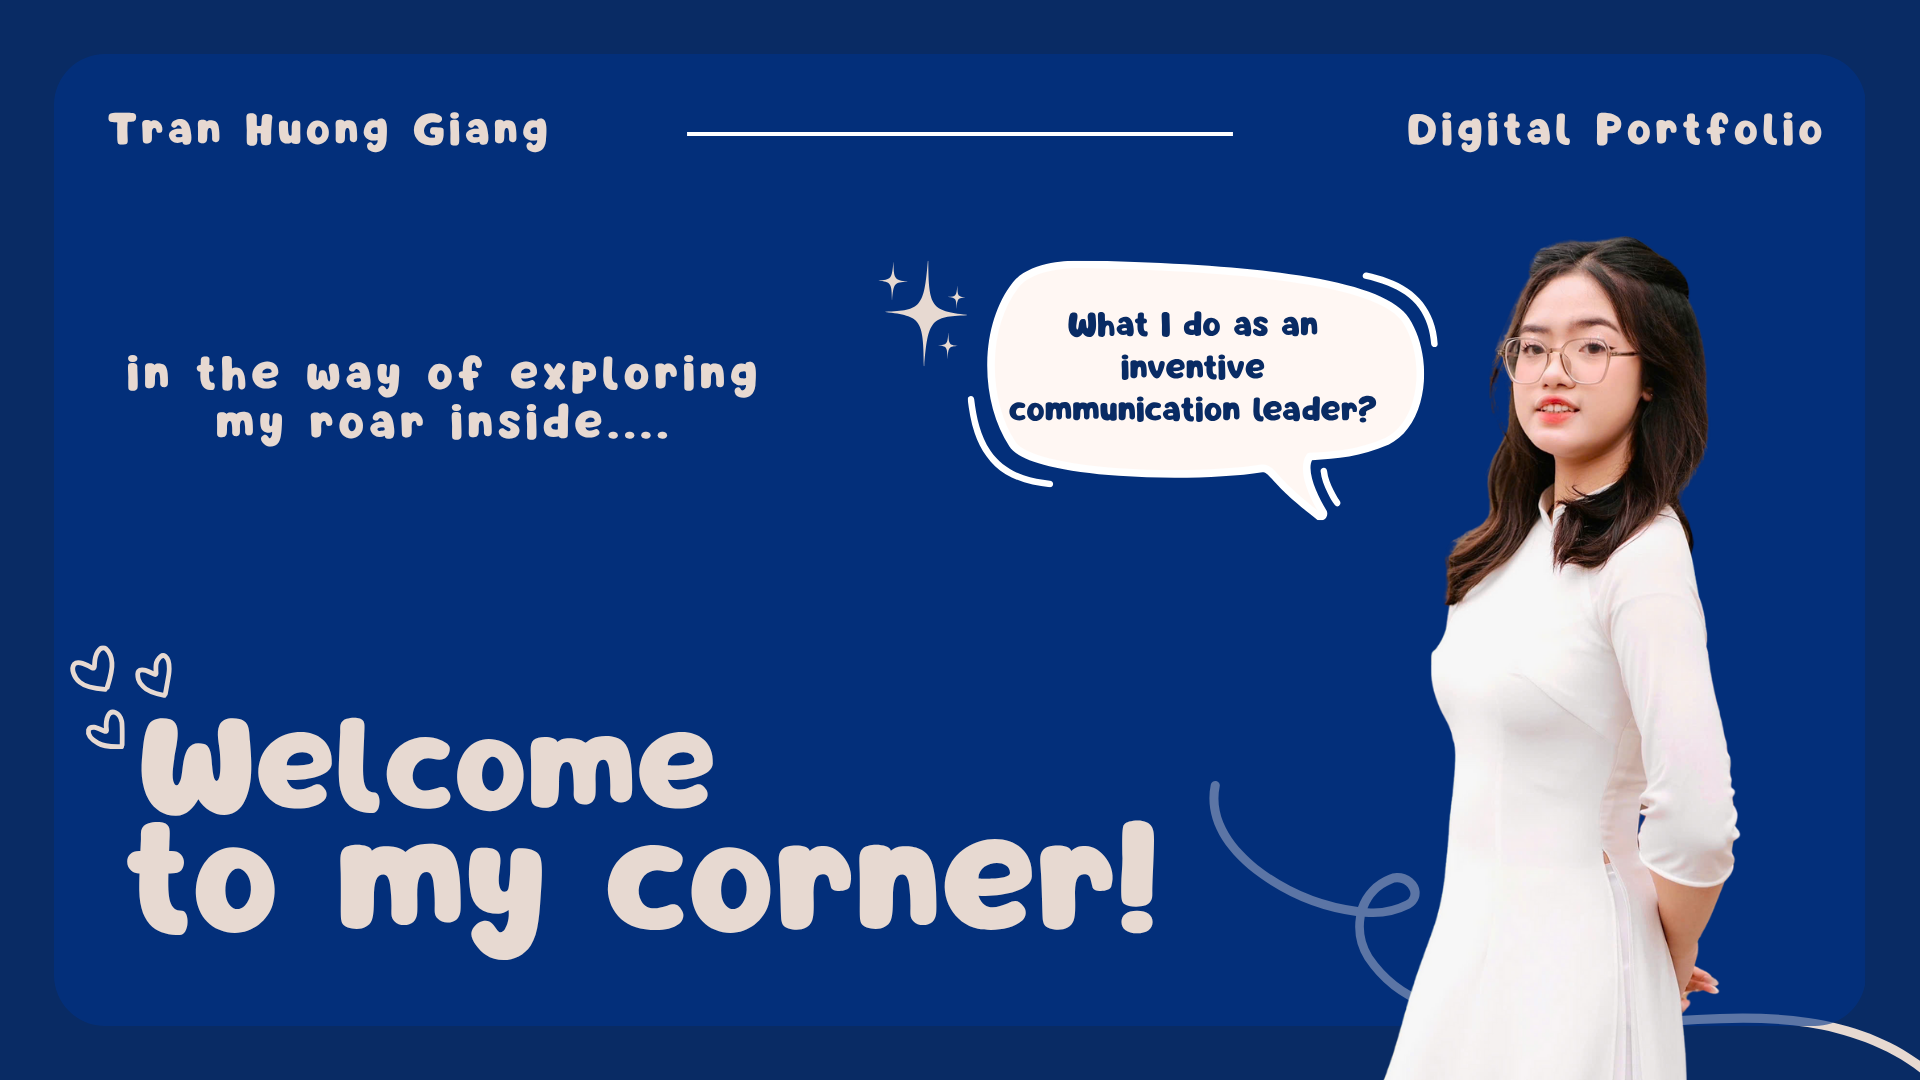 Tran Huong Giang
Digital Portfolio
What I do as an
inventive
communication leader?
in the way of exploring
my roar inside....
Welcome
to my corner!